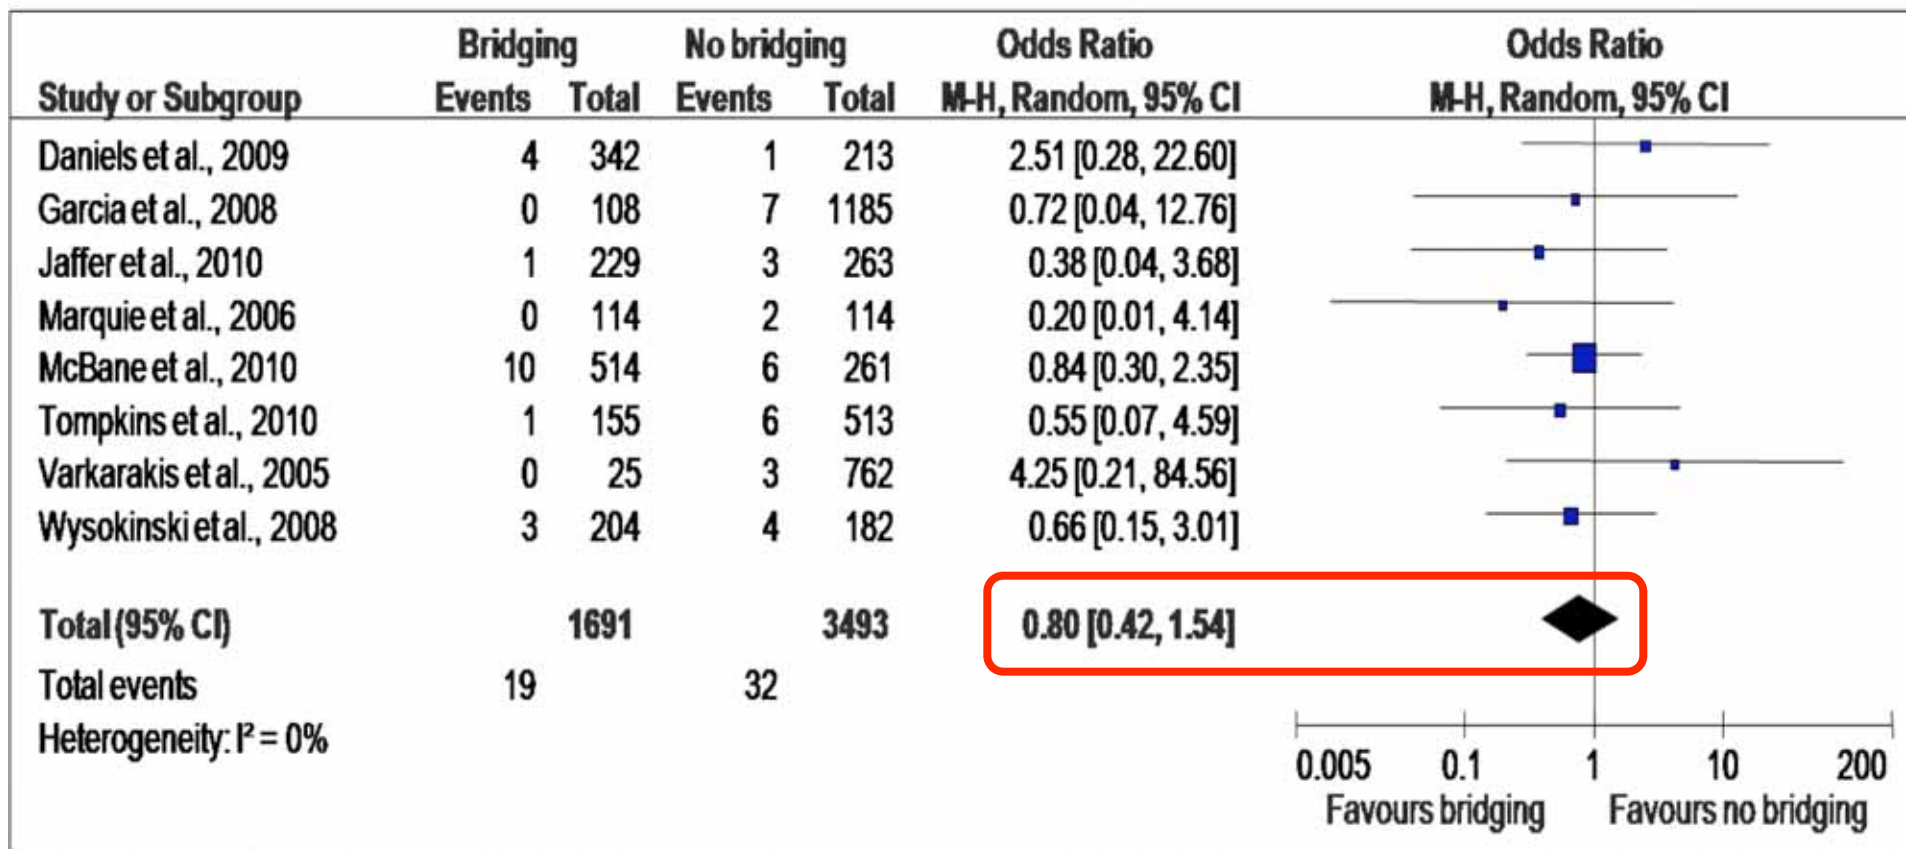 Bridging No bridging Odds Ratio Odds Ratio
Study or Subgroup Events Total Events Total M-H, Random, 95% CI M-H, Random, 95% CI
Daniels et al., 2009 4 342 1 213 2.51 [0.28, 22.60]
Garcia et al., 2008 0 108 7 1185 0.72 [0.04, 12.76]
Jaffer et al., 2010 1 229 3 263 0.38 [0.04, 3.68]
Marquie et al., 2006 0 114 2 114 0.20 [0.01, 4.14]
McBane et al., 2010 10 514 6 261 0.84 [0.30, 2.35]
Tompkins et al., 2010 1 155 6 513 0.55 [0.07, 4.59]
Varkarakis et al., 2005 0 25 3 762 4.25 [0.21, 84.56]
Wysokinski et al., 2008 3 204 4 182 0.66 [0.15, 3.01]
Total (95% CI) 1691 3493 0.80 [0.42, 1.54]
Total events 19 32
Heterogeneity: I² = 0%
0.005 0.1 1 10 200
Favours bridging Favours no bridging